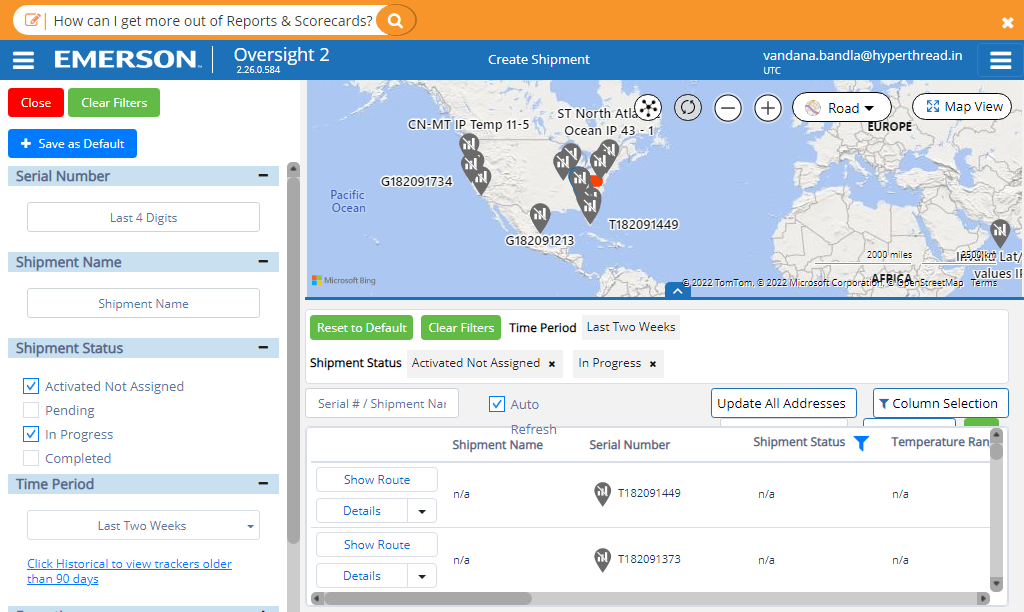 How can I get more out of Reports & Scorecards?
EMERSON
Oversight 2
2.26.0.584
Create Shipment
vandana.bandla@hyperthread.in
UTC
Close
Clear Filters
Save as Default
Serial Number
Last 4 Digits
Shipment Name
Shipment Name
Shipment Status
Activated Not Assigned
Pending
In Progress
Completed
Time Period
Last Two Weeks
Click Historical to view trackers older
than 90 days
CN-MT IP Temp 11-5
ST North Atla
Ocean IP 43 - 1
Road
Map View
EUROPE
G182091734
Pacific
Ocean
T182091449
G182091213
2000 miles
Invalid Lat/
values IP
AFRICA
Microsoft Bing
© 2022 TomTom, © 2022 Microsoft Corporation, © OpenStreetMap Terms
Reset to Default
Clear Filters
Time Period
Last Two Weeks
Shipment Status
Activated Not Assigned ×
In Progress ×
Serial # / Shipment Nar
Auto
Refresh
Update All Addresses
Column Selection
Shipment Name
Serial Number
Shipment Status
Temperature Ran
Show Route
Details
n/a
T182091449
n/a
n/a
Show Route
Details
n/a
T182091373
n/a
n/a